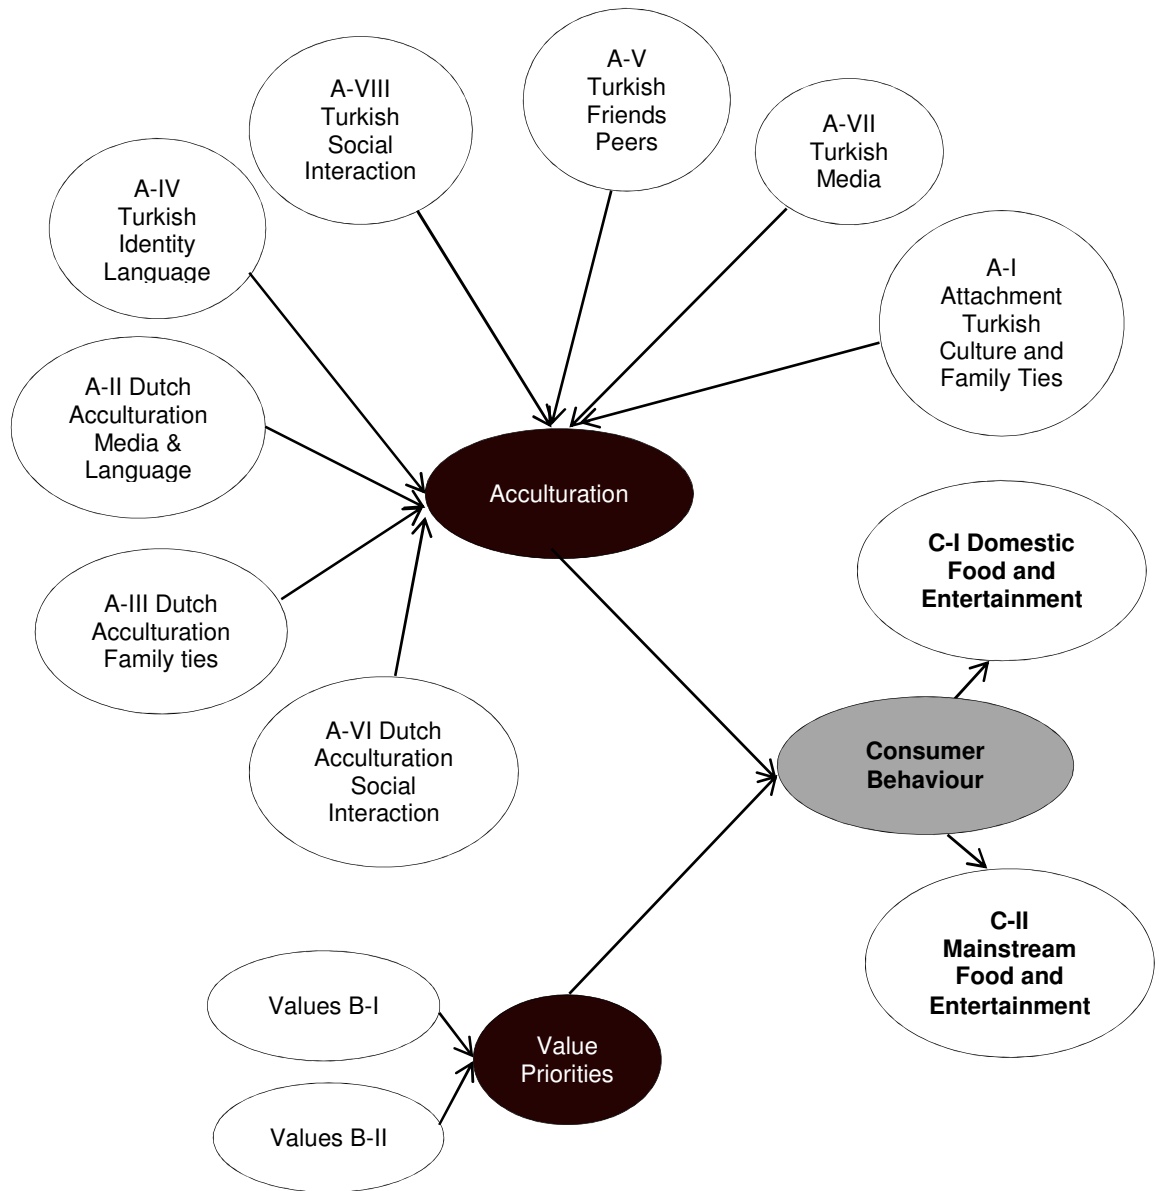 A-VIII
Turkish
Social
Interaction
A-V
Turkish
Friends
Peers
A-VII
Turkish
Media
A-IV
Turkish
Identity
Language
A-I
Attachment
Turkish
Culture and
Family Ties
A-II Dutch
Acculturation
Media &
Language
Acculturation
C-I Domestic
Food and
Entertainment
A-III Dutch
Acculturation
Family ties
A-VI Dutch
Acculturation
Social
Interaction
Consumer
Behaviour
C-II
Mainstream
Food and
Entertainment
Values B-I
Value
Priorities
Values B-II